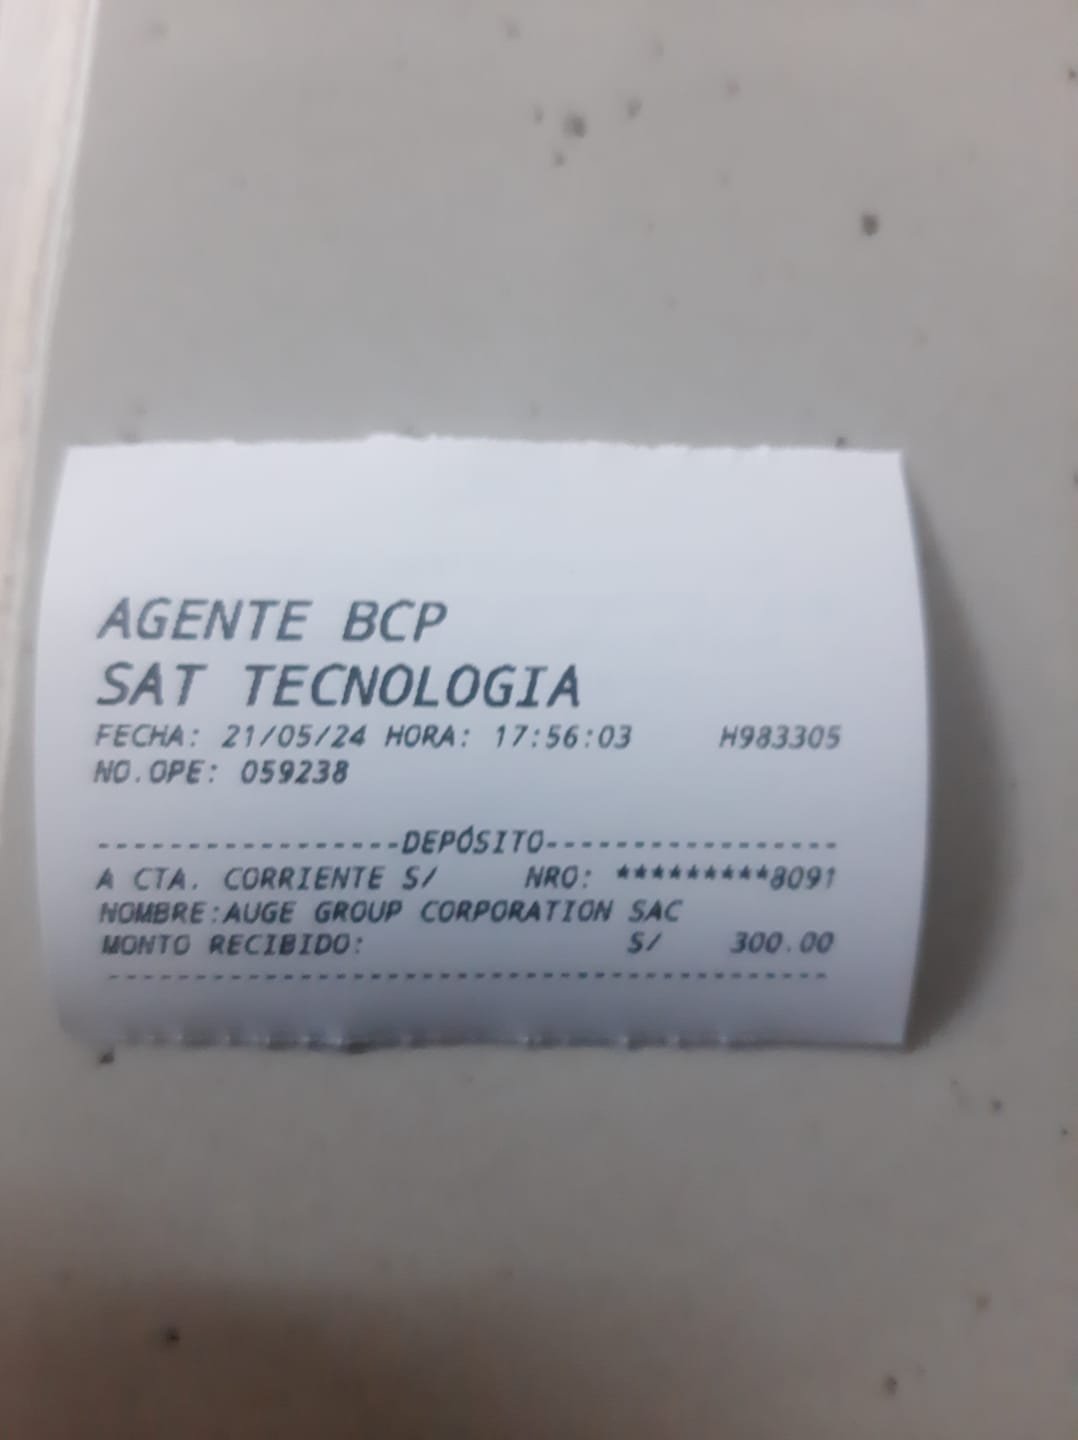 AGENTE BCP
SAT TECNOLOGIA
FECHA: 21/05/24 HORA: 17:56:03 H983305
NO.OPE: 059238
-----------------DEPÓSITO-----------------
A CTA. CORRIENTE S/ NRO: *********8091
NOMBRE:AUGE GROUP CORPORATION SAC
MONTO RECIBIDO: S/ 300.00
-----------------------------------------